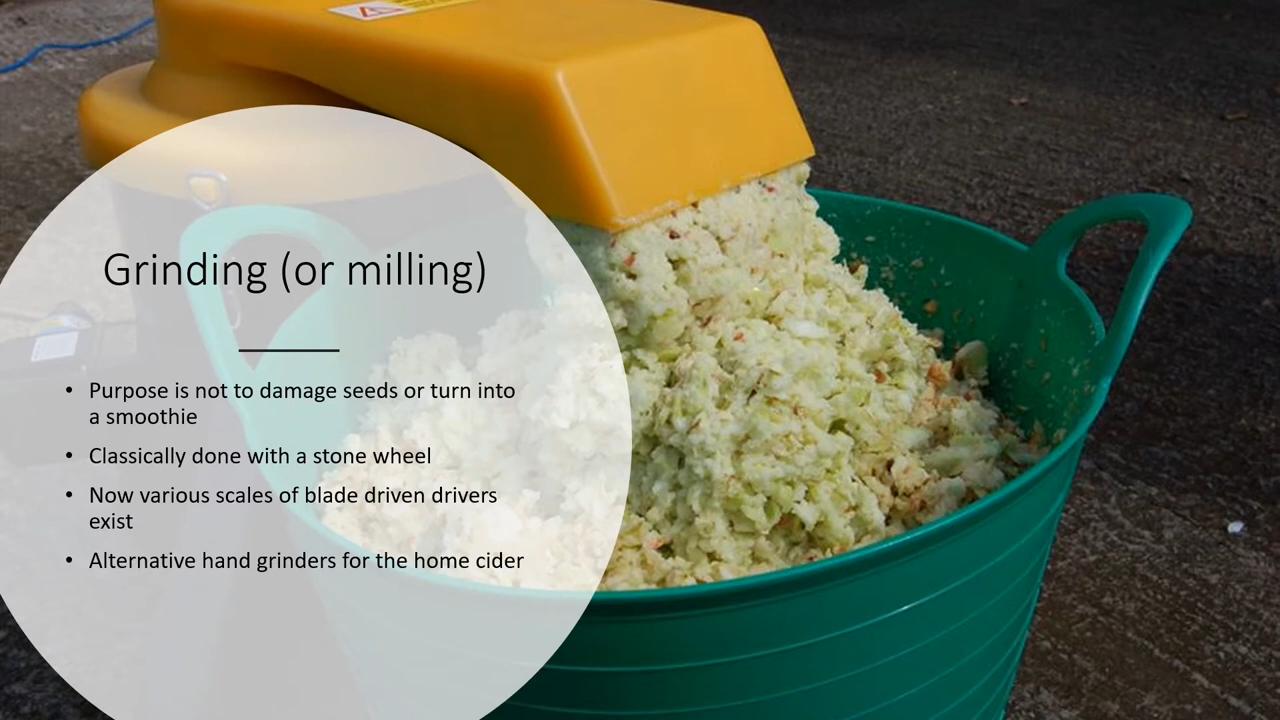 Grinding (or milling)
• Purpose is not to damage seeds or turn into
a smoothie
• Classically done with a stone wheel
• Now various scales of blade driven drivers
exist
• Alternative hand grinders for the home cider